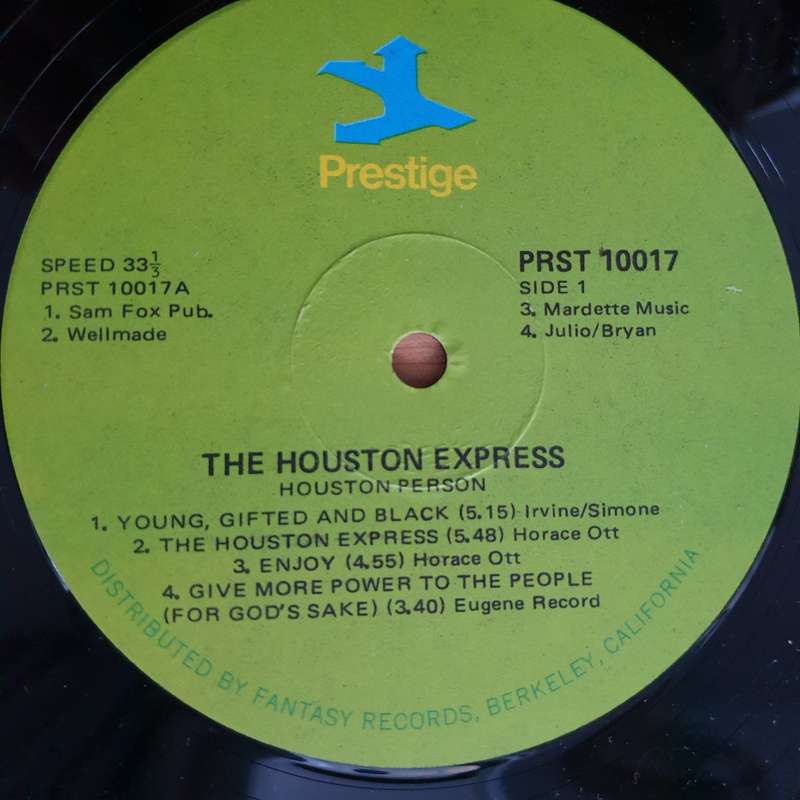 Prestige
SPEED 33⅓
PRST 10017A
1. Sam Fox Pub.
2. Wellmade
PRST 10017
SIDE 1
3. Mardette Music
4. Julio/Bryan
THE HOUSTON EXPRESS
HOUSTON PERSON
1. YOUNG, GIFTED AND BLACK (5.15) Irvine/Simone
2. THE HOUSTON EXPRESS (5.48) Horace Ott
3. ENJOY (4.55) Horace Ott
4. GIVE MORE POWER TO THE PEOPLE
(FOR GOD'S SAKE) (3.40) Eugene Record
DISTRIBUTED BY FANTASY RECORDS, BERKELEY, CALIFORNIA